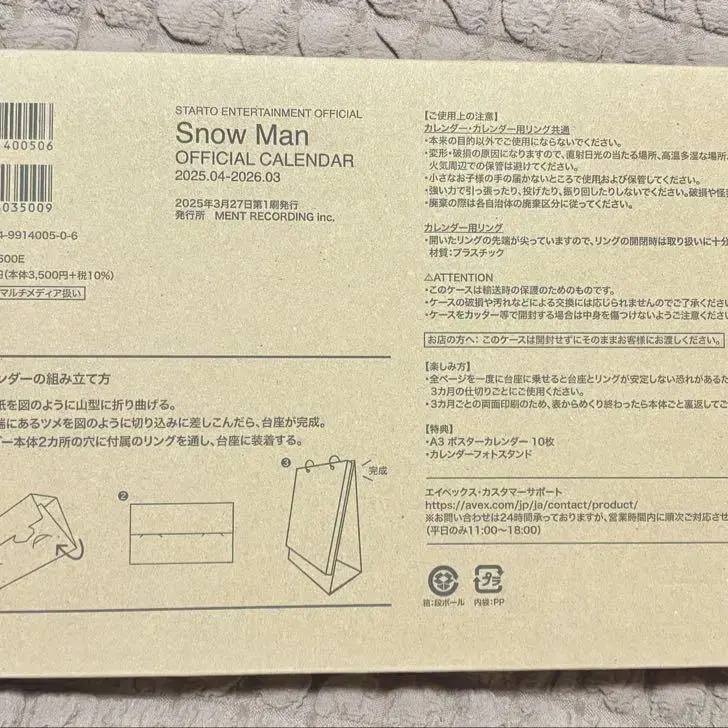 400506
035009
4-9914005-0-6
500E
(本体3,500円+税10%)
マルチメディア扱い
STARTO ENTERTAINMENT OFFICIAL
Snow Man
OFFICIAL CALENDAR
2025.04-2026.03
2025年3月27日第1刷発行
発行所 MENT RECORDING inc.
ンダーの組み立て方
紙を図のように山型に折り曲げる。
端にあるツメを図のように切り込みに差しこんだら、台座が完成。
ダー本体2カ所の穴に付属のリングを通し、台座に装着する。
②
③
完成
【ご使用上の注意】
カレンダー・カレンダー用リング共通
・本来の目的以外でご使用にならないでください。
・変形・破損の原因になりますので、直射日光の当たる場所、高温多湿な場所、
火気周辺での保管は避けてください。
・小さなお子様の手の届かないところで使用および保管してください。
・強い力で引っ張ったり、投げたり、振り回したりしないでください。破損や怪
・廃棄の際は各自治体の廃棄区分に従ってください。
カレンダー用リング
・開いたリングの先端が尖っていますので、リングの開閉時は取り扱いに十分
材質:プラスチック
⚠ATTENTION
・このケースは輸送時の保護のためのものです。
・ケースの破損や汚れなどによる交換には応じられませんのでご了承くださ
・ケースをカッター等で開封する場合は中身を傷つけないようご注意くださ
お店の方へ: このケースは開封せずにそのままお客様にお渡しください。
【楽しみ方】
・全ページを一度に台座に乗せると台座とリングが安定しない恐れがあるた
3カ月の仕切りごとにご使用ください。
・3カ月ごとの両面印刷のため、表からめくり終わったら本体ごと裏返してご
【特典】
・A3 ポスターカレンダー 10枚
・カレンダーフォトスタンド
エイベックス・カスタマーサポート
https://avex.com/jp/ja/contact/product/
※お問い合わせは24時間承っておりますが、営業時間内に順次ご対応させ
(平日のみ11:00〜18:00)
プラ
箱:段ボール 内袋:PP